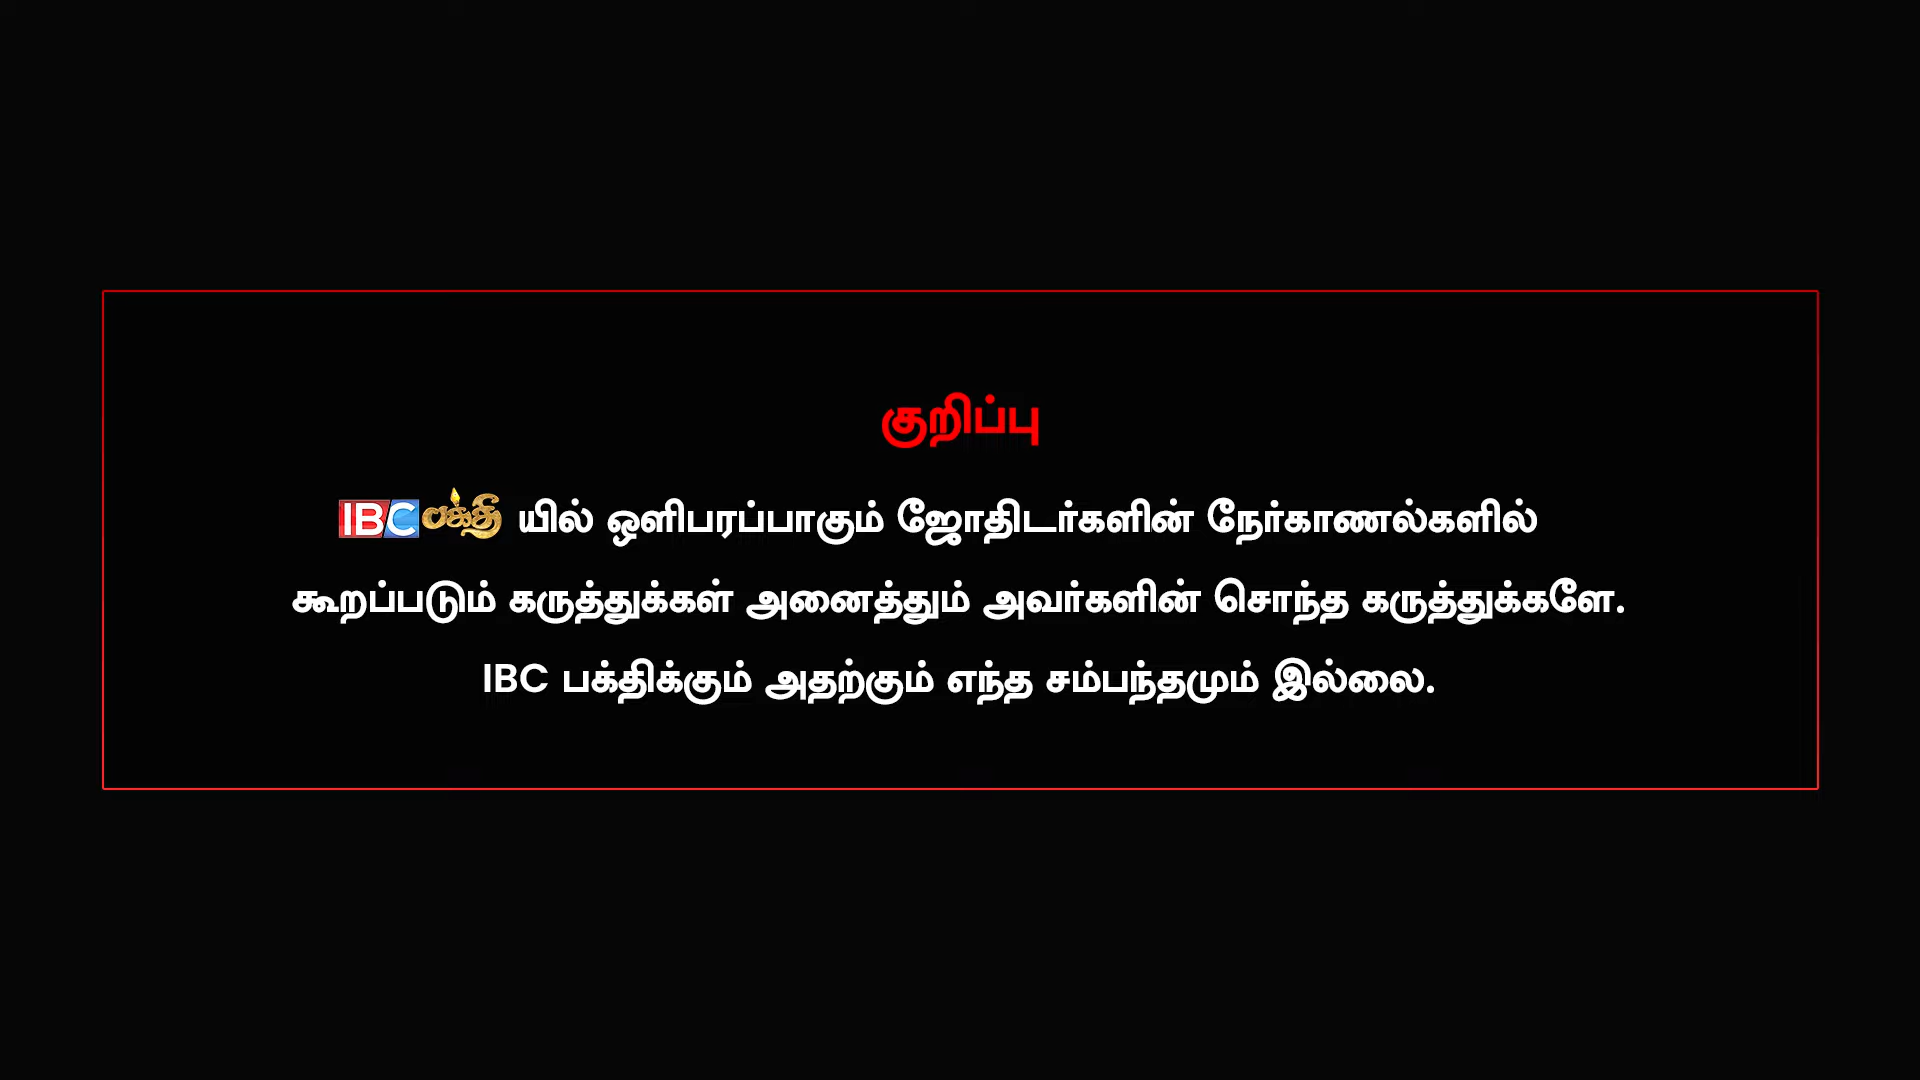 குறிப்பு
IBC பக்தி யில் ஒளிபரப்பாகும் ஜோதிடர்களின் நேர்காணல்களில்
கூறப்படும் கருத்துக்கள் அனைத்தும் அவர்களின் சொந்த கருத்துக்களே.
IBC பக்திக்கும் அதற்கும் எந்த சம்பந்தமும் இல்லை.